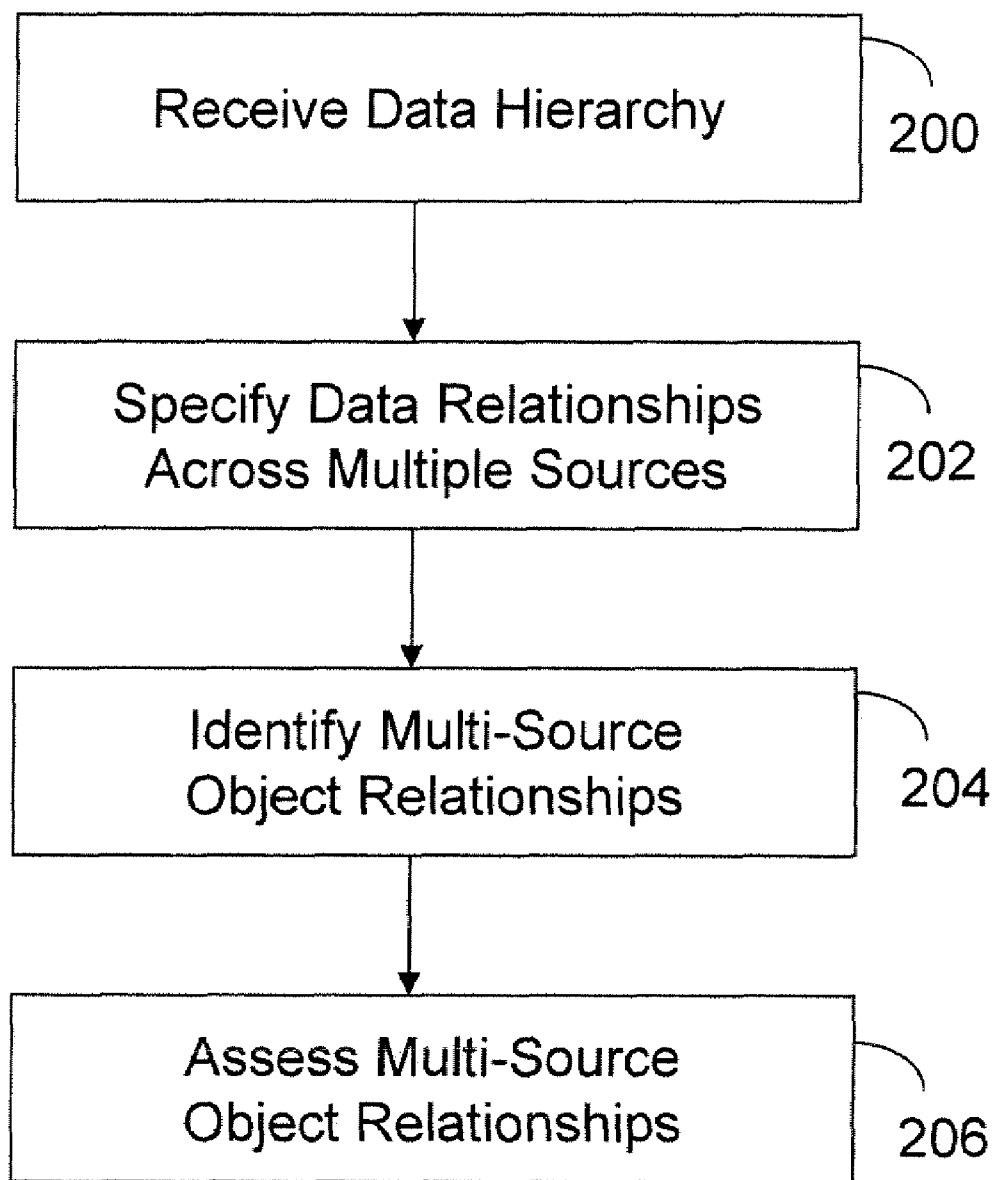 Receive Data Hierarchy
200
Specify Data Relationships
Across Multiple Sources
202
Identify Multi-Source
Object Relationships
204
Assess Multi-Source
Object Relationships
206